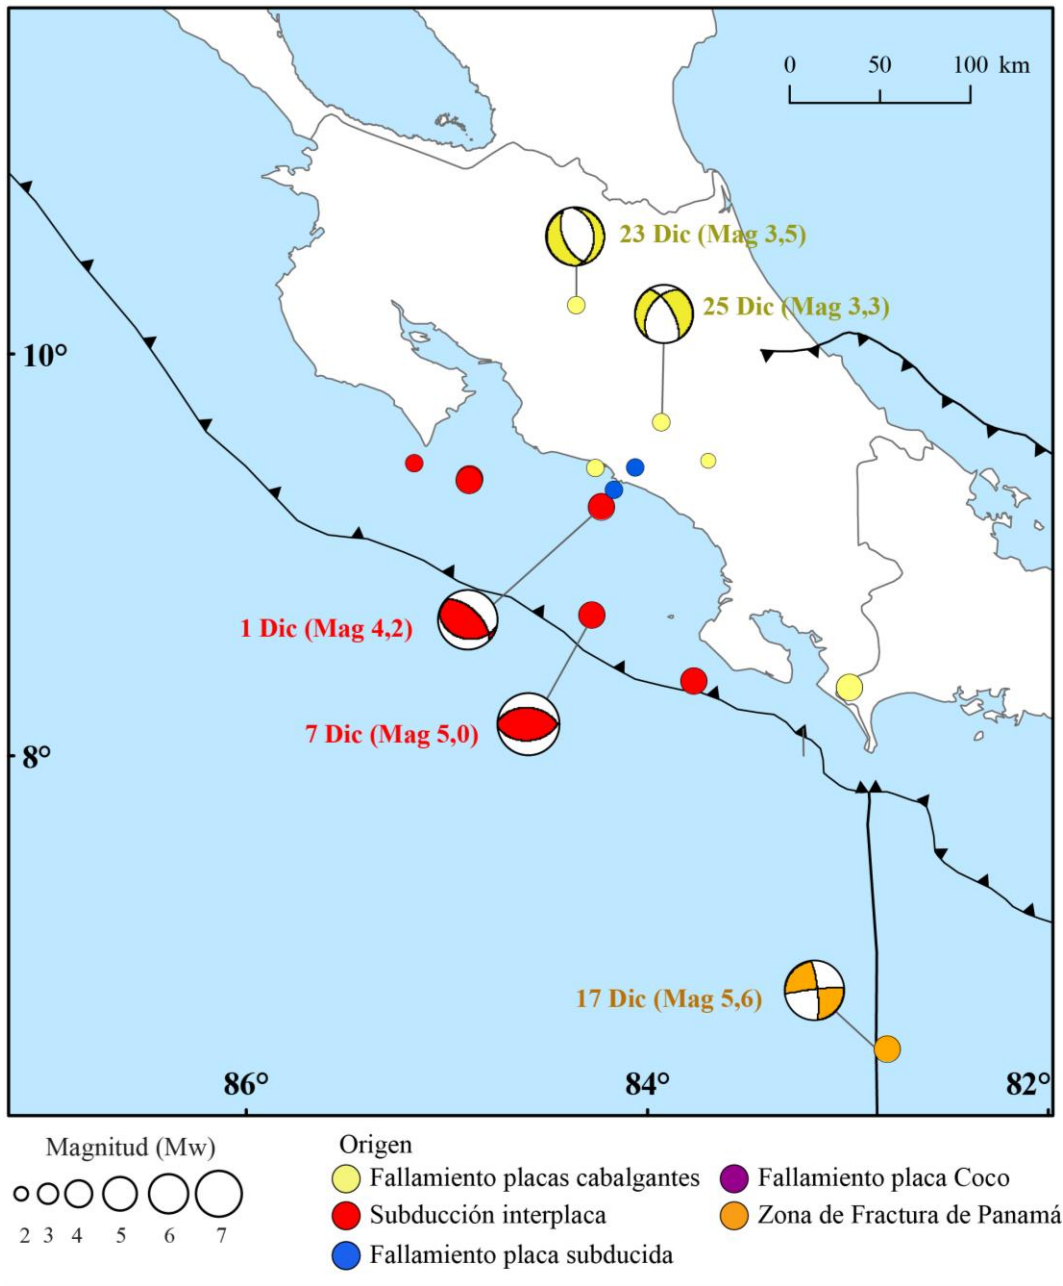 0 50 100 km
23 Dic (Mag 3,5)
25 Dic (Mag 3,3)
10°
1 Dic (Mag 4,2)
7 Dic (Mag 5,0)
8°
17 Dic (Mag 5,6)
86° 84° 82°
Magnitud (Mw)
2 3 4 5 6 7
Origen
Fallamiento placas cabalgantes
Subducción interplaca
Fallamiento placa subducida
Fallamiento placa Coco
Zona de Fractura de Panamá